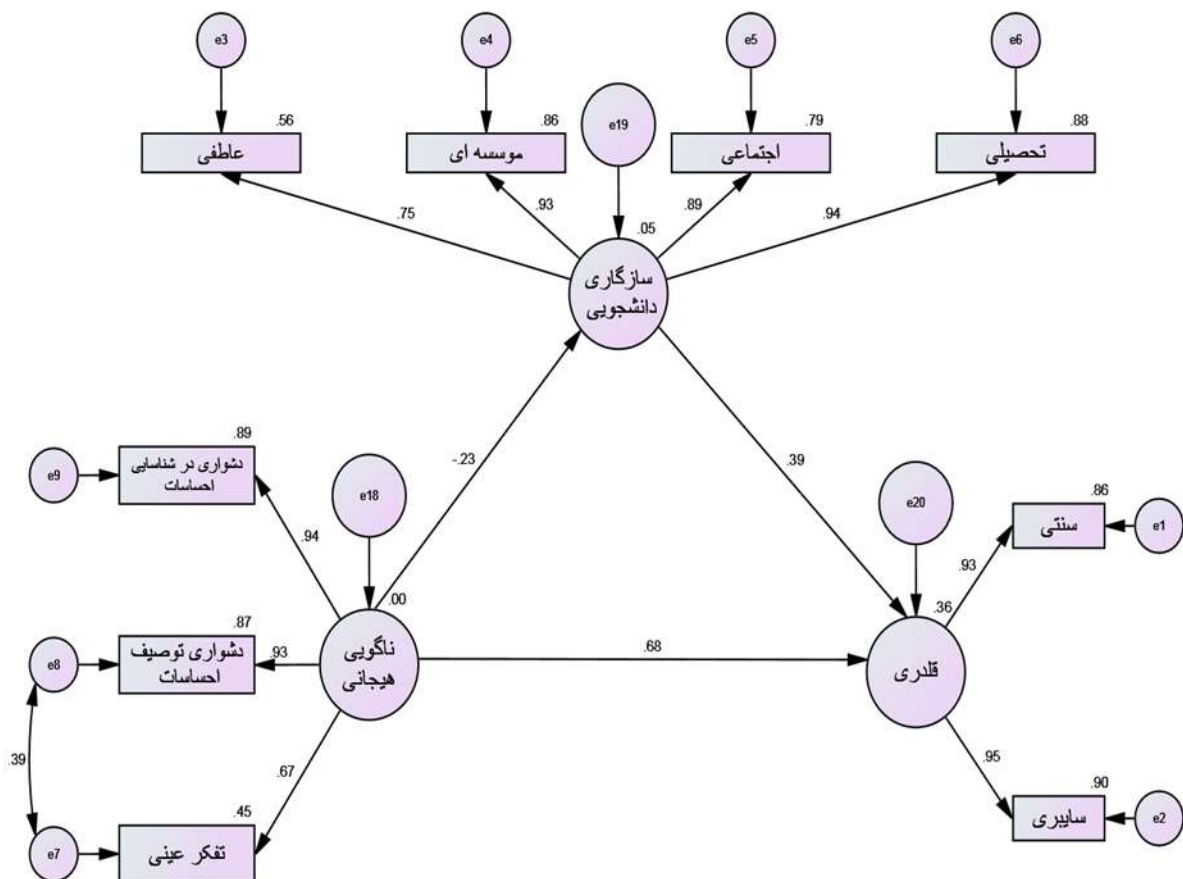 e3
e4
e5
e6
e19
.56
.86
.79
.88
عاطفی
موسسه ای
اجتماعی
تحصیلی
.75
.93
.89
.94
.05
سازگاری
دانشجویی
-.23
.39
e9
.89
دشواری در شناسایی
احساسات
.94
e18
.00
ناگویی
هیجانی
e20
.36
قلدری
.86
سنتی
e1
.93
e8
.87
دشواری توصیف
احساسات
.93
.68
.39
.67
.95
e7
.45
تفکر عینی
.90
سایبری
e2